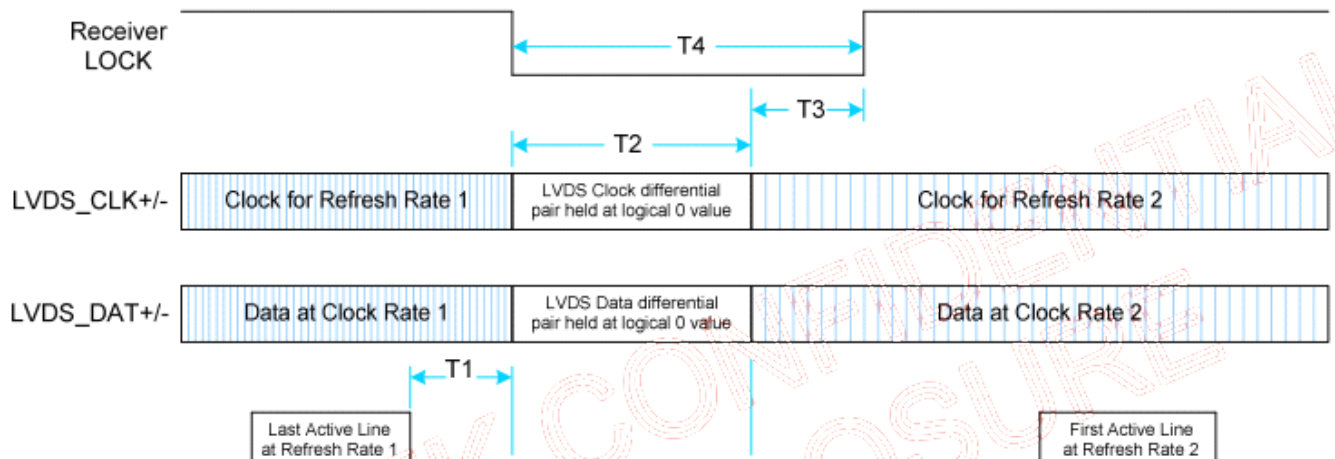 Receiver
LOCK
T4
T3
T2
LVDS_CLK+/-
Clock for Refresh Rate 1
LVDS Clock differential
pair held at logical 0 value
Clock for Refresh Rate 2
LVDS_DAT+/-
Data at Clock Rate 1
LVDS Data differential
pair held at logical 0 value
Data at Clock Rate 2
T1
Last Active Line
at Refresh Rate 1
First Active Line
at Refresh Rate 2
CONFIDENTIAL